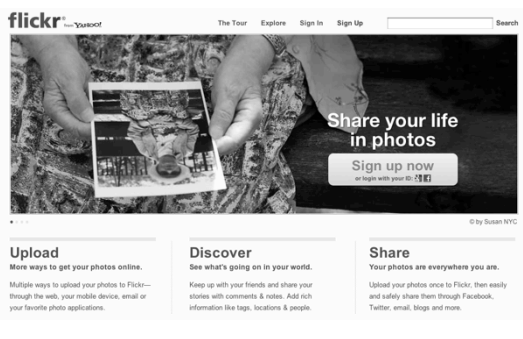 flickr from YAHOO!
The Tour Explore Sign In Sign Up Search
Share your life
in photos
Sign up now
or login with your ID:
© by Susan NYC
Upload
More ways to get your photos online.
Multiple ways to upload your photos to Flickr—
through the web, your mobile device, email or
your favorite photo applications.
Discover
See what's going on in your world.
Keep up with your friends and share your
stories with comments & notes. Add rich
information like tags, locations & people.
Share
Your photos are everywhere you are.
Upload your photos once to Flickr, then easily
and safely share them through Facebook,
Twitter, email, blogs and more.